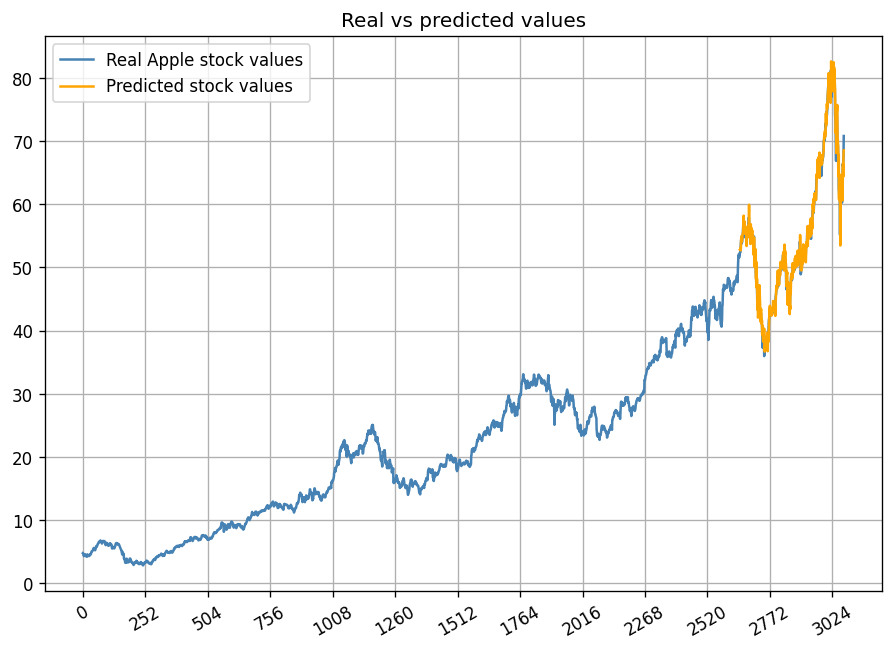 Real vs predicted values
Real Apple stock values
Predicted stock values
80
70
60
50
40
30
20
10
0
0 252 504 756 1008 1260 1512 1764 2016 2268 2520 2772 3024